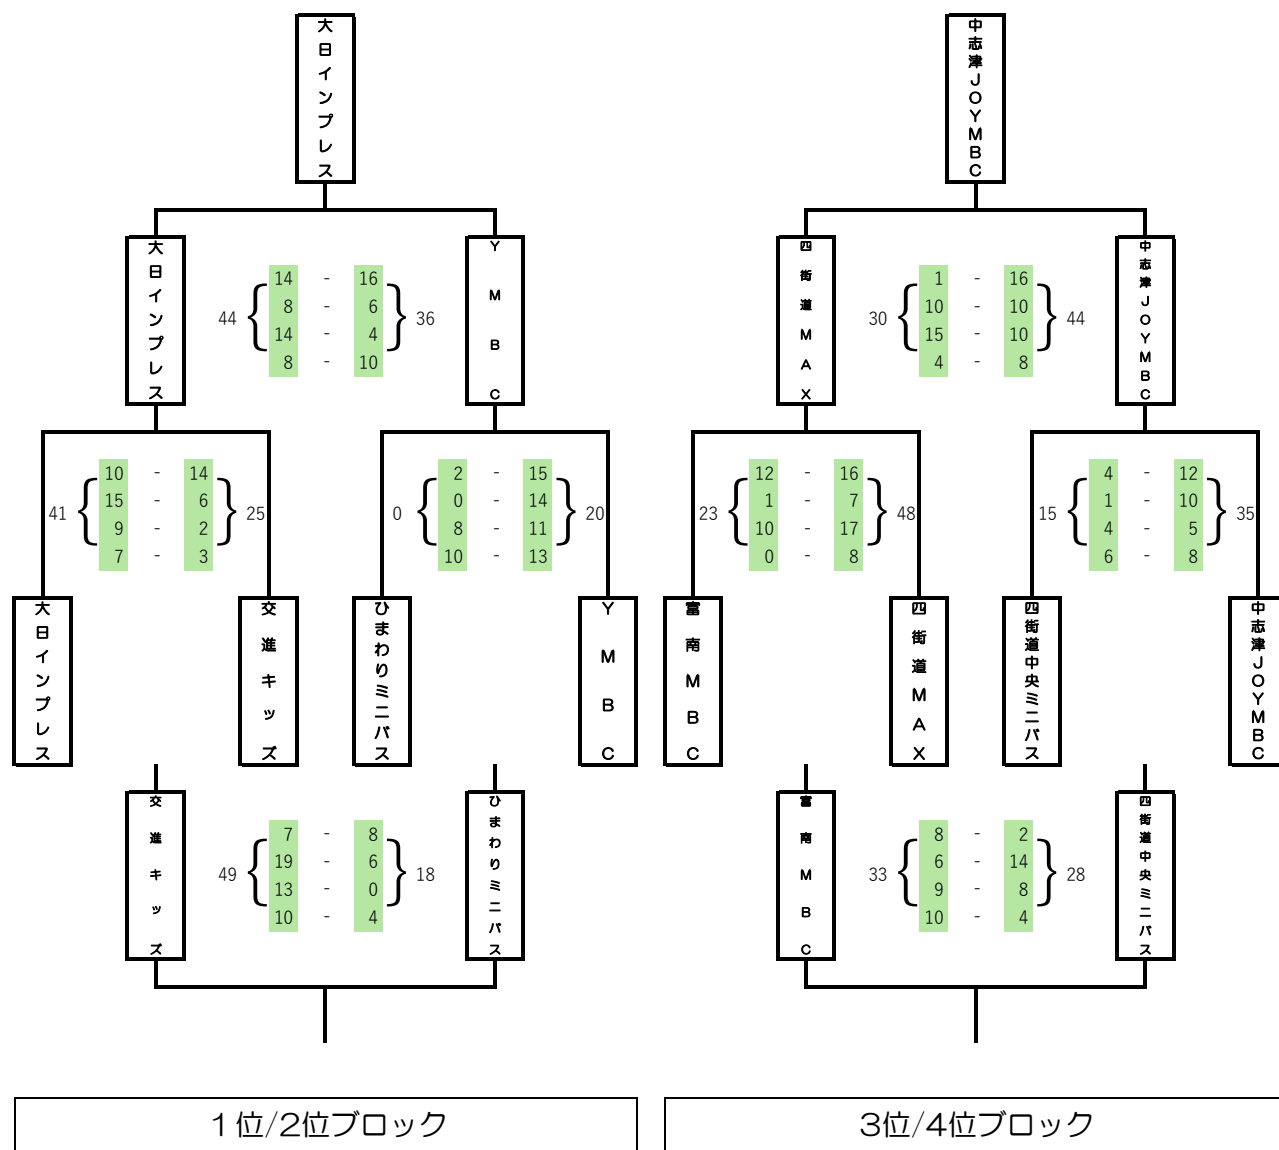 大日インプレス
中志津JOYMBC
大日インプレス
44
14 - 16
8 - 6
14 - 4
8 - 10
36
YMBC
四街道MAX
30
1 - 16
10 - 10
15 - 10
4 - 8
44
中志津JOYMBC
41
10 - 14
15 - 6
9 - 2
7 - 3
25
0
2 - 15
0 - 14
8 - 11
10 - 13
20
23
12 - 16
1 - 7
10 - 17
0 - 8
48
15
4 - 12
1 - 10
4 - 5
6 - 8
35
大日インプレス
交進キッズ
ひまわりミニバス
YMBC
富南MBC
四街道MAX
四街道中央ミニバス
中志津JOYMBC
交進キッズ
49
7 - 8
19 - 6
13 - 0
10 - 4
18
ひまわりミニバス
富南MBC
33
8 - 2
6 - 14
9 - 8
10 - 4
28
四街道中央ミニバス
1位/2位ブロック
3位/4位ブロック